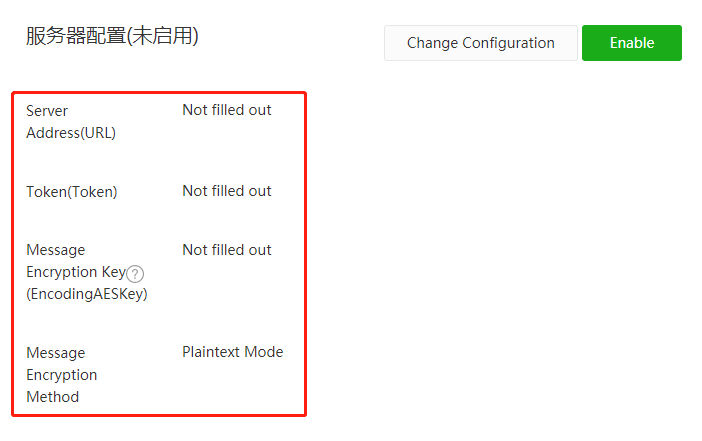 服务器配置(未启用)
Change Configuration
Enable
Server
Address(URL)
Not filled out
Token(Token)
Not filled out
Message
Encryption Key?
(EncodingAESKey)
Not filled out
Message
Encryption
Method
Plaintext Mode